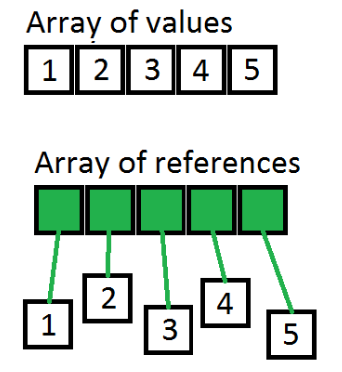 Array of values
1 2 3 4 5
Array of references
1
2
3
4
5